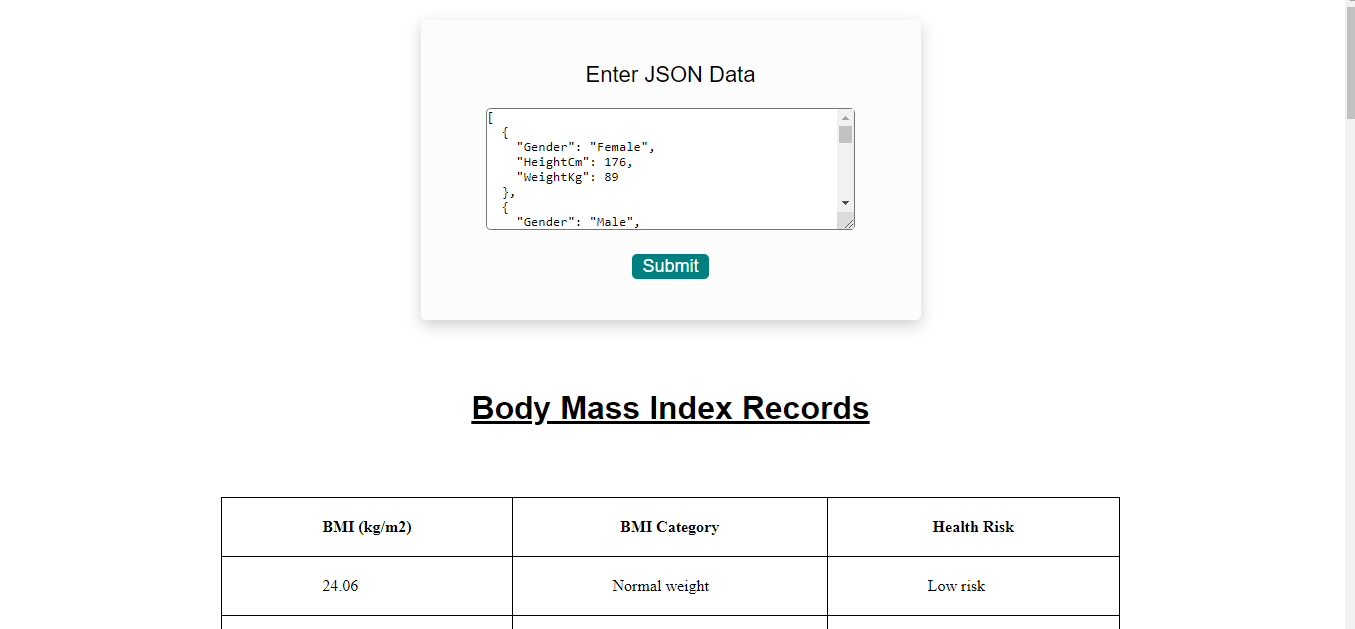 Enter JSON Data
[
  {
    "Gender": "Female",
    "HeightCm": 176,
    "WeightKg": 89
  },
  {
    "Gender": "Male",
Submit
Body Mass Index Records
BMI (kg/m2) BMI Category Health Risk
24.06 Normal weight Low risk